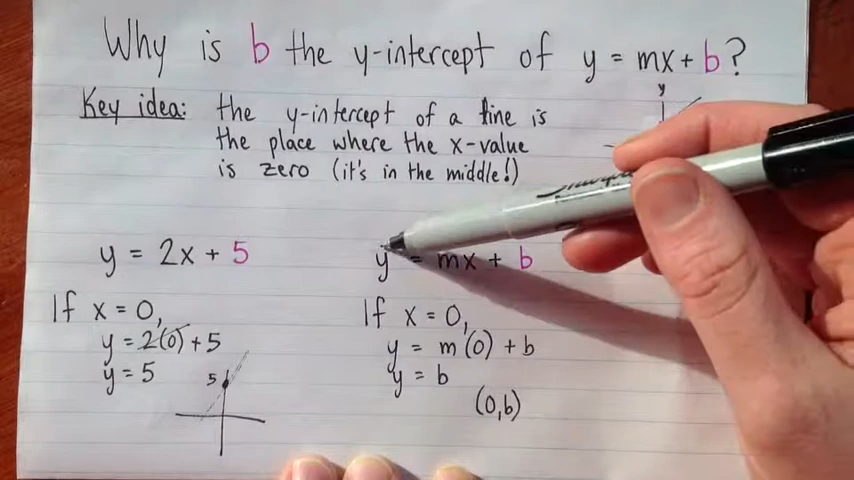 Why is b the y-intercept of y = mx + b?
Key idea: the y-intercept of a line is
the place where the x-value
is zero (it's in the middle!)
y
y = 2x + 5
If x = 0,
y = 2(0) + 5
y = 5
5
y = mx + b
If x = 0,
y = m(0) + b
y = b
(0,b)